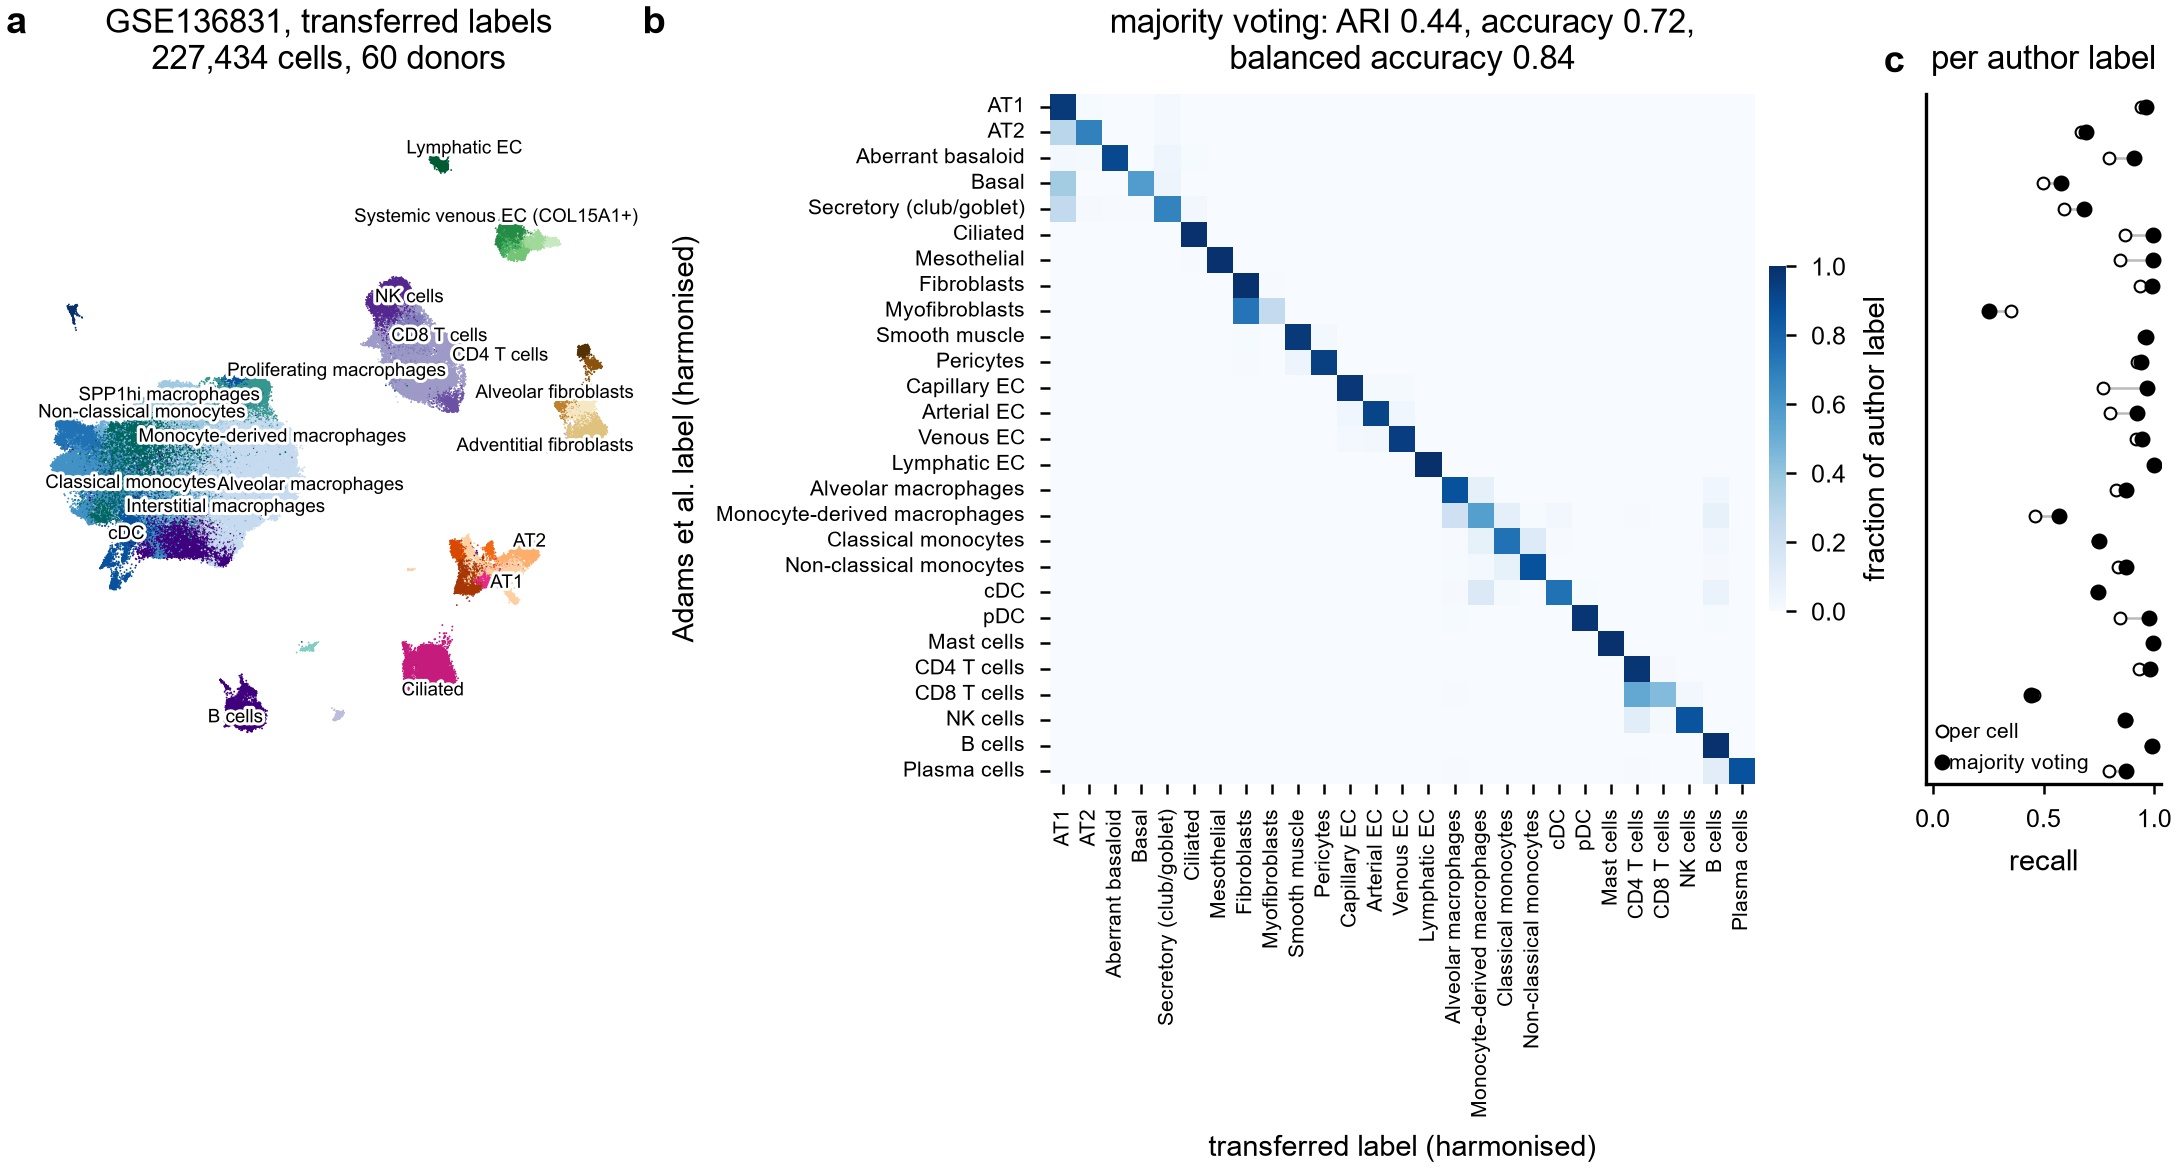 a
GSE136831, transferred labels
227,434 cells, 60 donors
Lymphatic EC
Systemic venous EC (COL15A1+)
NK cells
CD8 T cells
CD4 T cells
Proliferating macrophages
SPP1hi macrophages
Alveolar fibroblasts
Non-classical monocytes
Monocyte-derived macrophages
Adventitial fibroblasts
Classical monocytes
Alveolar macrophages
Interstitial macrophages
cDC
AT2
AT1
Ciliated
B cells
b
majority voting: ARI 0.44, accuracy 0.72,
balanced accuracy 0.84
Adams et al. label (harmonised)
AT1
AT2
Aberrant basaloid
Basal
Secretory (club/goblet)
Ciliated
Mesothelial
Fibroblasts
Myofibroblasts
Smooth muscle
Pericytes
Capillary EC
Arterial EC
Venous EC
Lymphatic EC
Alveolar macrophages
Monocyte-derived macrophages
Classical monocytes
Non-classical monocytes
cDC
pDC
Mast cells
CD4 T cells
CD8 T cells
NK cells
B cells
Plasma cells
AT1
AT2
Aberrant basaloid
Basal
Secretory (club/goblet)
Ciliated
Mesothelial
Fibroblasts
Myofibroblasts
Smooth muscle
Pericytes
Capillary EC
Arterial EC
Venous EC
Lymphatic EC
Alveolar macrophages
Monocyte-derived macrophages
Classical monocytes
Non-classical monocytes
cDC
pDC
Mast cells
CD4 T cells
CD8 T cells
NK cells
B cells
Plasma cells
transferred label (harmonised)
1.0
0.8
0.6
0.4
0.2
0.0
fraction of author label
c
per author label
per cell
majority voting
0.0
0.5
1.0
recall